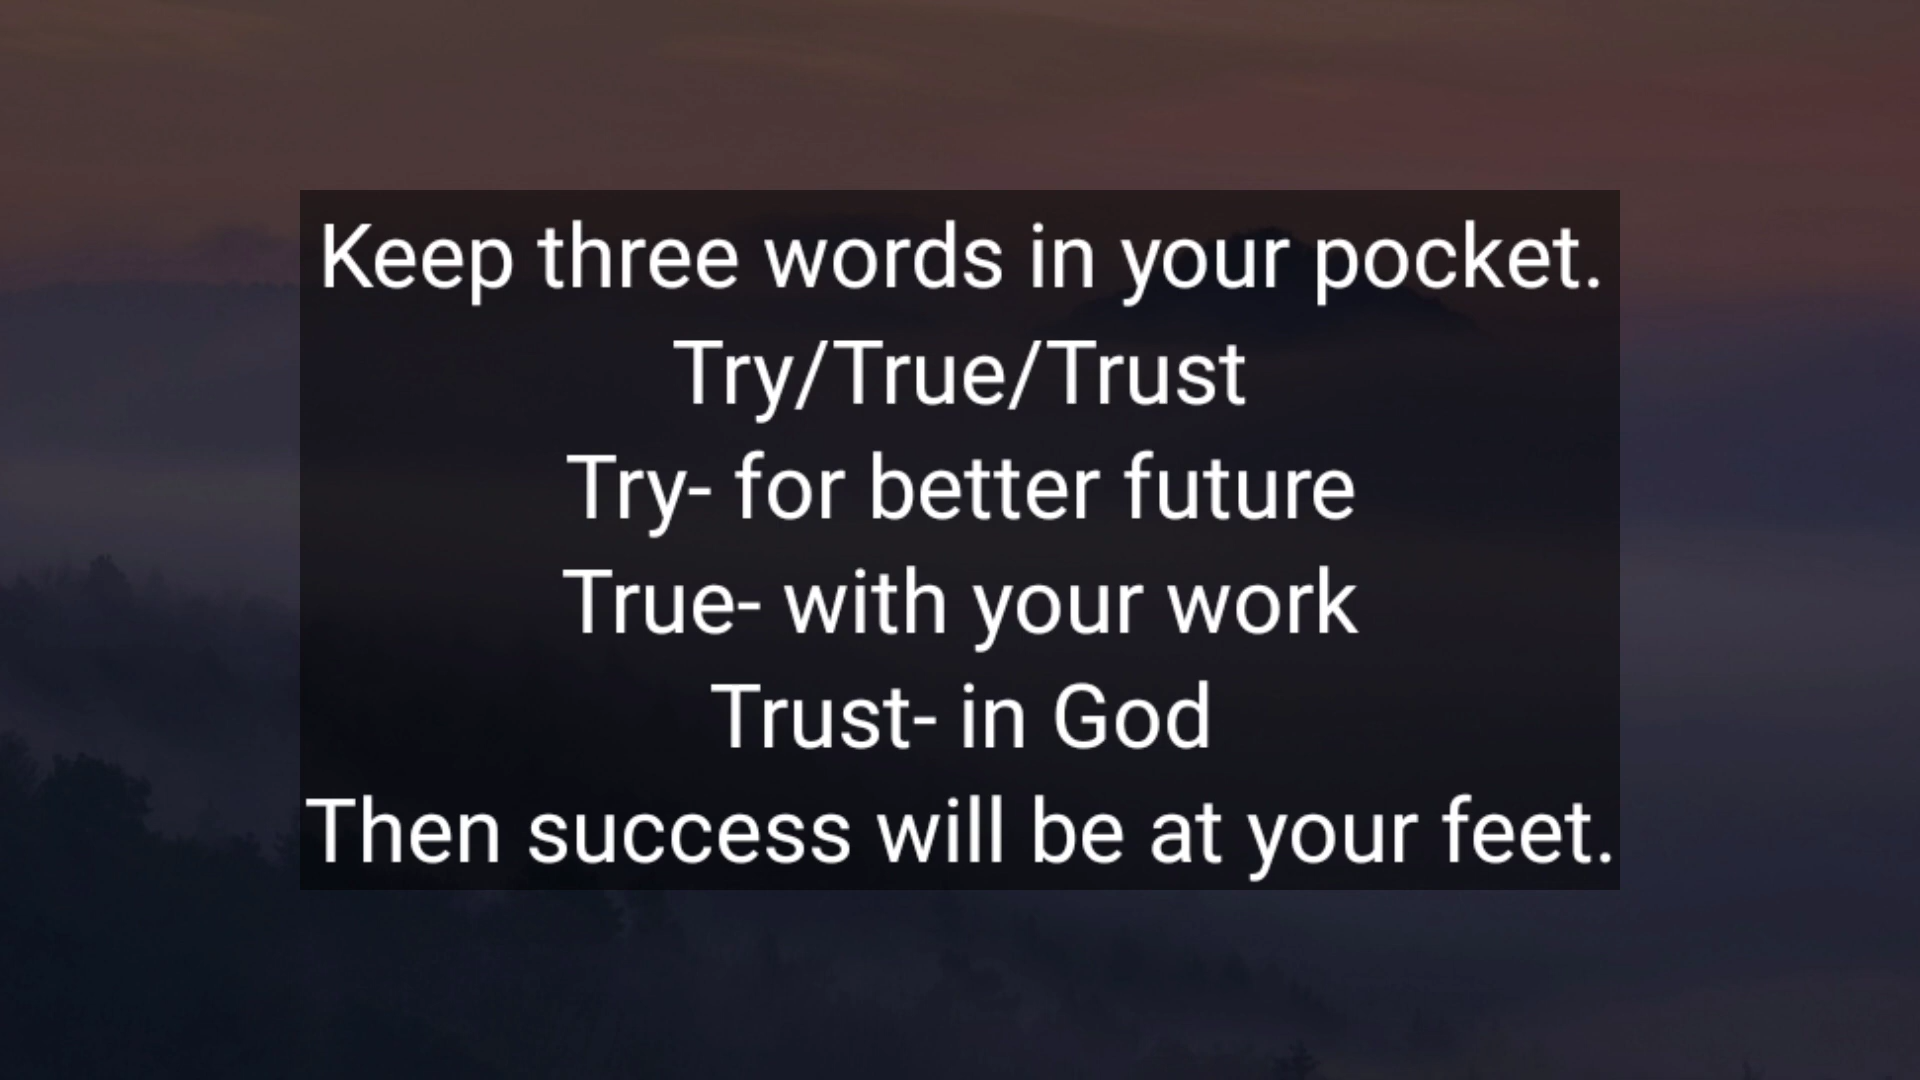 Keep three words in your pocket.
Try/True/Trust
Try- for better future
True- with your work
Trust- in God
Then success will be at your feet.